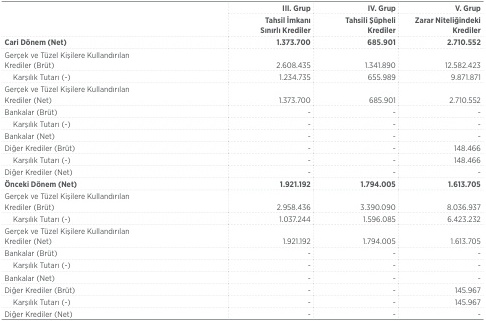 III. Grup IV. Grup V. Grup
Tahsil İmkanı Tahsili Şüpheli Zarar Niteliğindeki
Sınırlı Krediler Krediler Krediler
Cari Dönem (Net) 1.373.700 685.901 2.710.552
Gerçek ve Tüzel Kişilere Kullandırılan
Krediler (Brüt) 2.608.435 1.341.890 12.582.423
Karşılık Tutarı (-) 1.234.735 655.989 9.871.871
Gerçek ve Tüzel Kişilere Kullandırılan
Krediler (Net) 1.373.700 685.901 2.710.552
Bankalar (Brüt) - - -
Karşılık Tutarı (-) - - -
Bankalar (Net) - - -
Diğer Krediler (Brüt) - - 148.466
Karşılık Tutarı (-) - - 148.466
Diğer Krediler (Net) - - -
Önceki Dönem (Net) 1.921.192 1.794.005 1.613.705
Gerçek ve Tüzel Kişilere Kullandırılan
Krediler (Brüt) 2.958.436 3.390.090 8.036.937
Karşılık Tutarı (-) 1.037.244 1.596.085 6.423.232
Gerçek ve Tüzel Kişilere Kullandırılan
Krediler (Net) 1.921.192 1.794.005 1.613.705
Bankalar (Brüt) - - -
Karşılık Tutarı (-) - - -
Bankalar (Net) - - -
Diğer Krediler (Brüt) - - 145.967
Karşılık Tutarı (-) - - 145.967
Diğer Krediler (Net) - - -